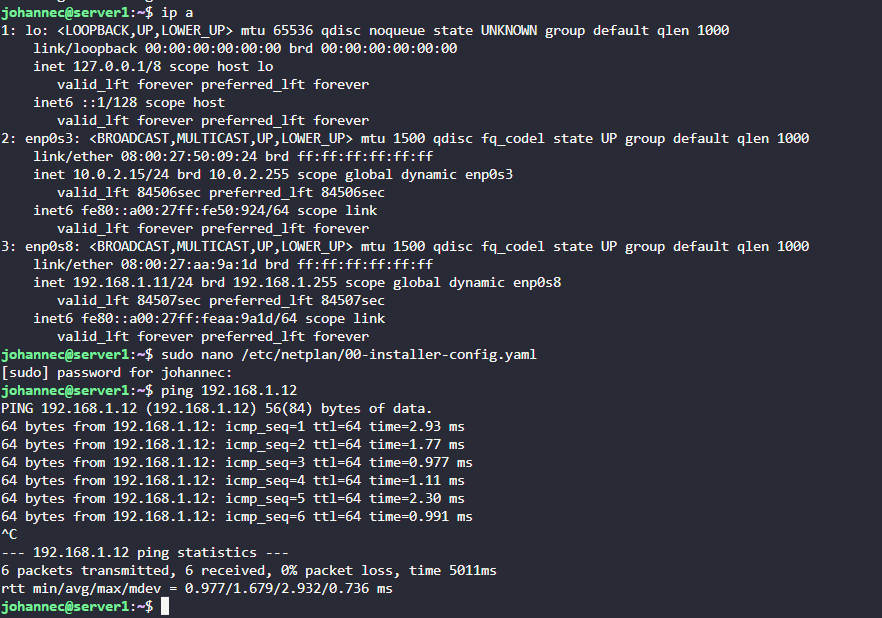 johannec@server1:~$ ip a
1: lo: <LOOPBACK,UP,LOWER_UP> mtu 65536 qdisc noqueue state UNKNOWN group default qlen 1000
    link/loopback 00:00:00:00:00:00 brd 00:00:00:00:00:00
    inet 127.0.0.1/8 scope host lo
       valid_lft forever preferred_lft forever
    inet6 ::1/128 scope host
       valid_lft forever preferred_lft forever
2: enp0s3: <BROADCAST,MULTICAST,UP,LOWER_UP> mtu 1500 qdisc fq_codel state UP group default qlen 1000
    link/ether 08:00:27:50:09:24 brd ff:ff:ff:ff:ff:ff
    inet 10.0.2.15/24 brd 10.0.2.255 scope global dynamic enp0s3
       valid_lft 84506sec preferred_lft 84506sec
    inet6 fe80::a00:27ff:fe50:924/64 scope link
       valid_lft forever preferred_lft forever
3: enp0s8: <BROADCAST,MULTICAST,UP,LOWER_UP> mtu 1500 qdisc fq_codel state UP group default qlen 1000
    link/ether 08:00:27:aa:9a:1d brd ff:ff:ff:ff:ff:ff
    inet 192.168.1.11/24 brd 192.168.1.255 scope global dynamic enp0s8
       valid_lft 84507sec preferred_lft 84507sec
    inet6 fe80::a00:27ff:feaa:9a1d/64 scope link
       valid_lft forever preferred_lft forever
johannec@server1:~$ sudo nano /etc/netplan/00-installer-config.yaml
[sudo] password for johannec:
johannec@server1:~$ ping 192.168.1.12
PING 192.168.1.12 (192.168.1.12) 56(84) bytes of data.
64 bytes from 192.168.1.12: icmp_seq=1 ttl=64 time=2.93 ms
64 bytes from 192.168.1.12: icmp_seq=2 ttl=64 time=1.77 ms
64 bytes from 192.168.1.12: icmp_seq=3 ttl=64 time=0.977 ms
64 bytes from 192.168.1.12: icmp_seq=4 ttl=64 time=1.11 ms
64 bytes from 192.168.1.12: icmp_seq=5 ttl=64 time=2.30 ms
64 bytes from 192.168.1.12: icmp_seq=6 ttl=64 time=0.991 ms
^C
--- 192.168.1.12 ping statistics ---
6 packets transmitted, 6 received, 0% packet loss, time 5011ms
rtt min/avg/max/mdev = 0.977/1.679/2.932/0.736 ms
johannec@server1:~$